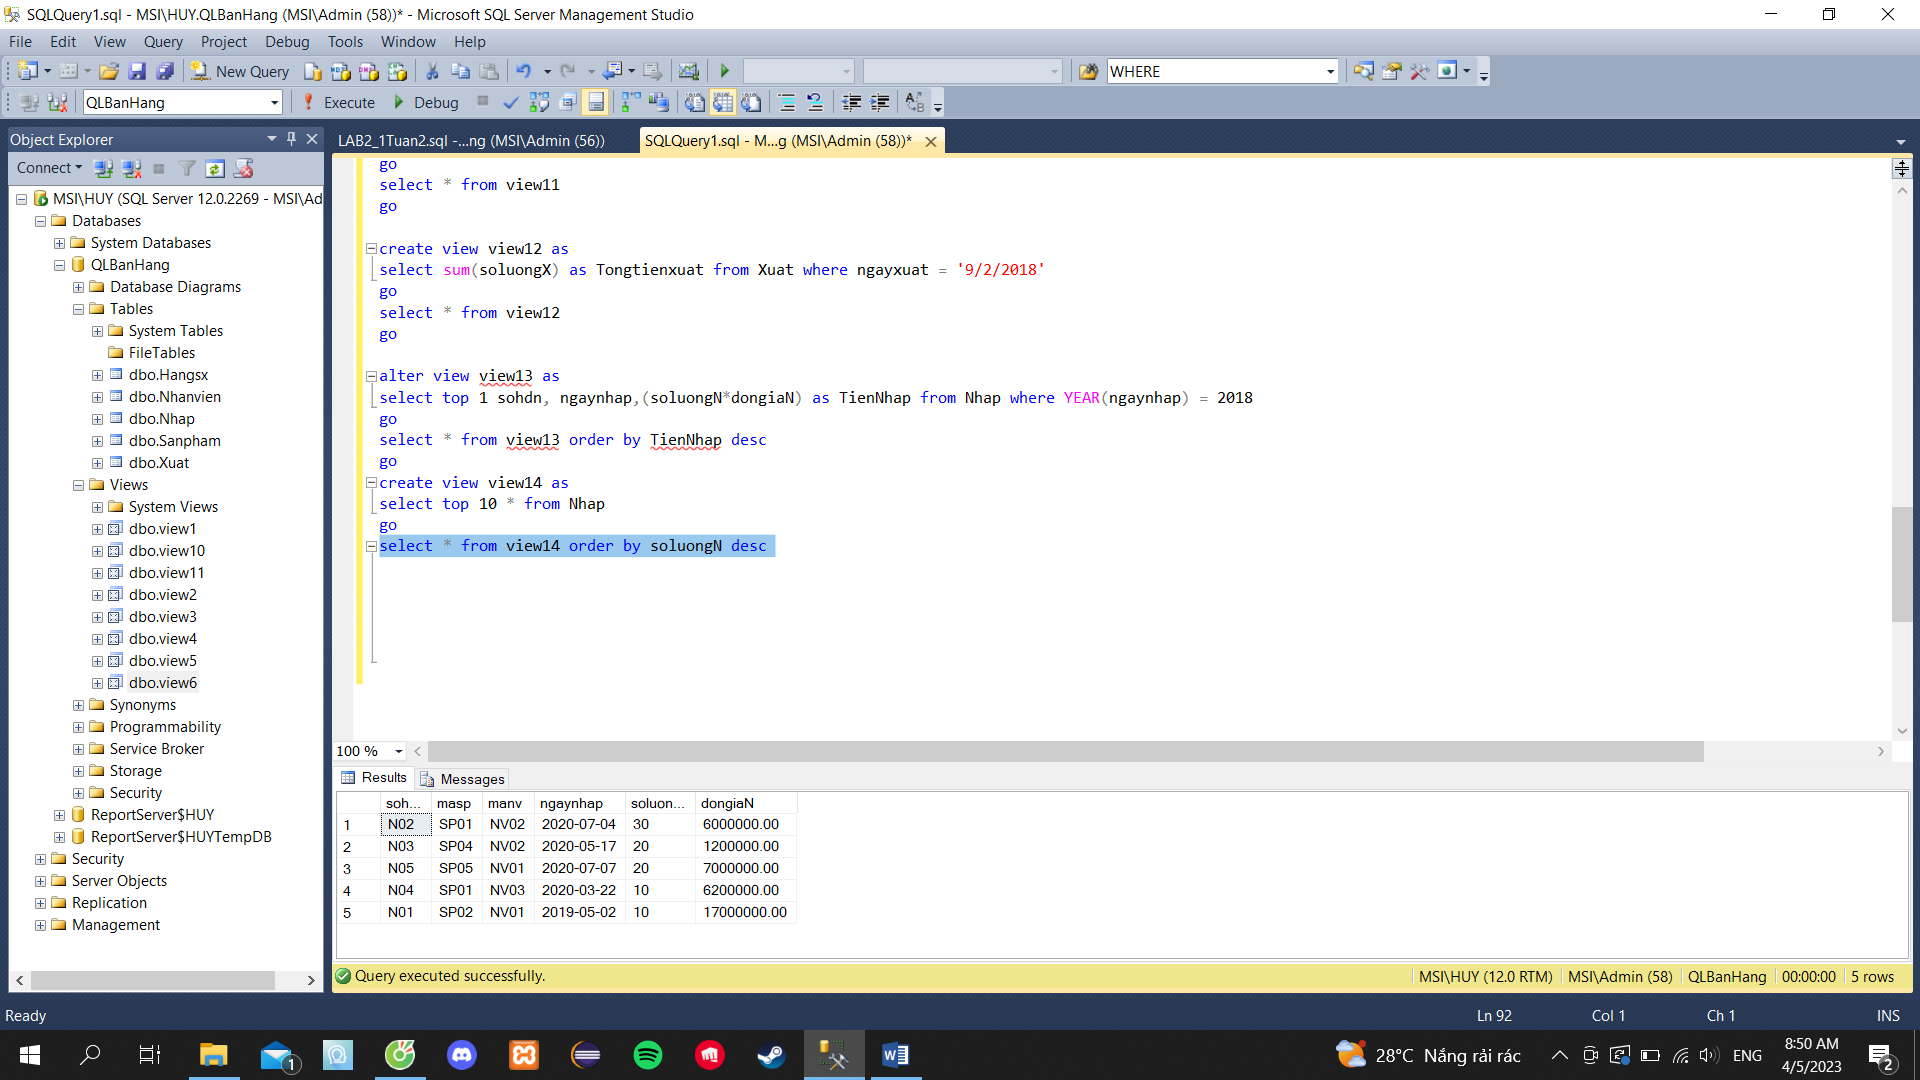 SQLQuery1.sql - MSI\HUY.QLBanHang (MSI\Admin (58))* - Microsoft SQL Server Management Studio
File Edit View Query Project Debug Tools Window Help
New Query WHERE
QLBanHang Execute Debug
Object Explorer
Connect
MSI\HUY (SQL Server 12.0.2269 - MSI\Ad
Databases
System Databases
QLBanHang
Database Diagrams
Tables
System Tables
FileTables
dbo.Hangsx
dbo.Nhanvien
dbo.Nhap
dbo.Sanpham
dbo.Xuat
Views
System Views
dbo.view1
dbo.view10
dbo.view11
dbo.view2
dbo.view3
dbo.view4
dbo.view5
dbo.view6
Synonyms
Programmability
Service Broker
Storage
Security
ReportServer$HUY
ReportServer$HUYTempDB
Security
Server Objects
Replication
Management
LAB2_1Tuan2.sql -...ng (MSI\Admin (56)) SQLQuery1.sql - M...g (MSI\Admin (58))*
go
select * from view11
go
create view view12 as
select sum(soluongX) as Tongtienxuat from Xuat where ngayxuat = '9/2/2018'
go
select * from view12
go
alter view view13 as
select top 1 sohdn, ngaynhap,(soluongN*dongiaN) as TienNhap from Nhap where YEAR(ngaynhap) = 2018
go
select * from view13 order by TienNhap desc
go
create view view14 as
select top 10 * from Nhap
go
select * from view14 order by soluongN desc
100 %
Results Messages
soh... masp manv ngaynhap soluon... dongiaN
1 N02 SP01 NV02 2020-07-04 30 6000000.00
2 N03 SP04 NV02 2020-05-17 20 1200000.00
3 N05 SP05 NV01 2020-07-07 20 7000000.00
4 N04 SP01 NV03 2020-03-22 10 6200000.00
5 N01 SP02 NV01 2019-05-02 10 17000000.00
Query executed successfully. MSI\HUY (12.0 RTM) MSI\Admin (58) QLBanHang 00:00:00 5 rows
Ready Ln 92 Col 1 Ch 1 INS
1 28°C Nắng rải rác ENG 8:50 AM
4/5/2023 2